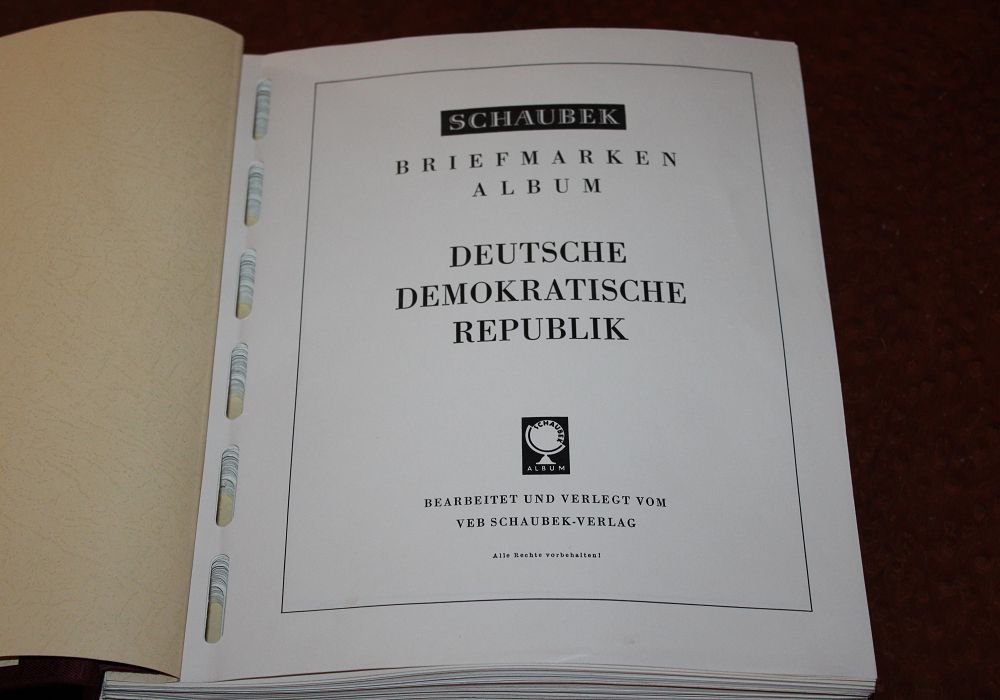 SCHAUBEK
BRIEFMARKEN
ALBUM
DEUTSCHE
DEMOKRATISCHE
REPUBLIK
SCHAUBEK
ALBUM
BEARBEITET UND VERLEGT VOM
VEB SCHAUBEK-VERLAG
Alle Rechte vorbehalten!